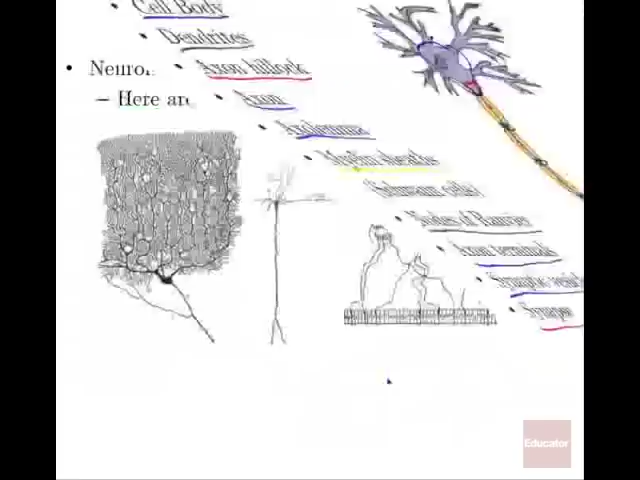 Cell Body
Dendrites
Axon hillock
Axon
Axolemma
Myelin sheath
(Schwann cells)
Nodes of Ranvier
Axon terminals
Synaptic
Synapse
Here are
Educator